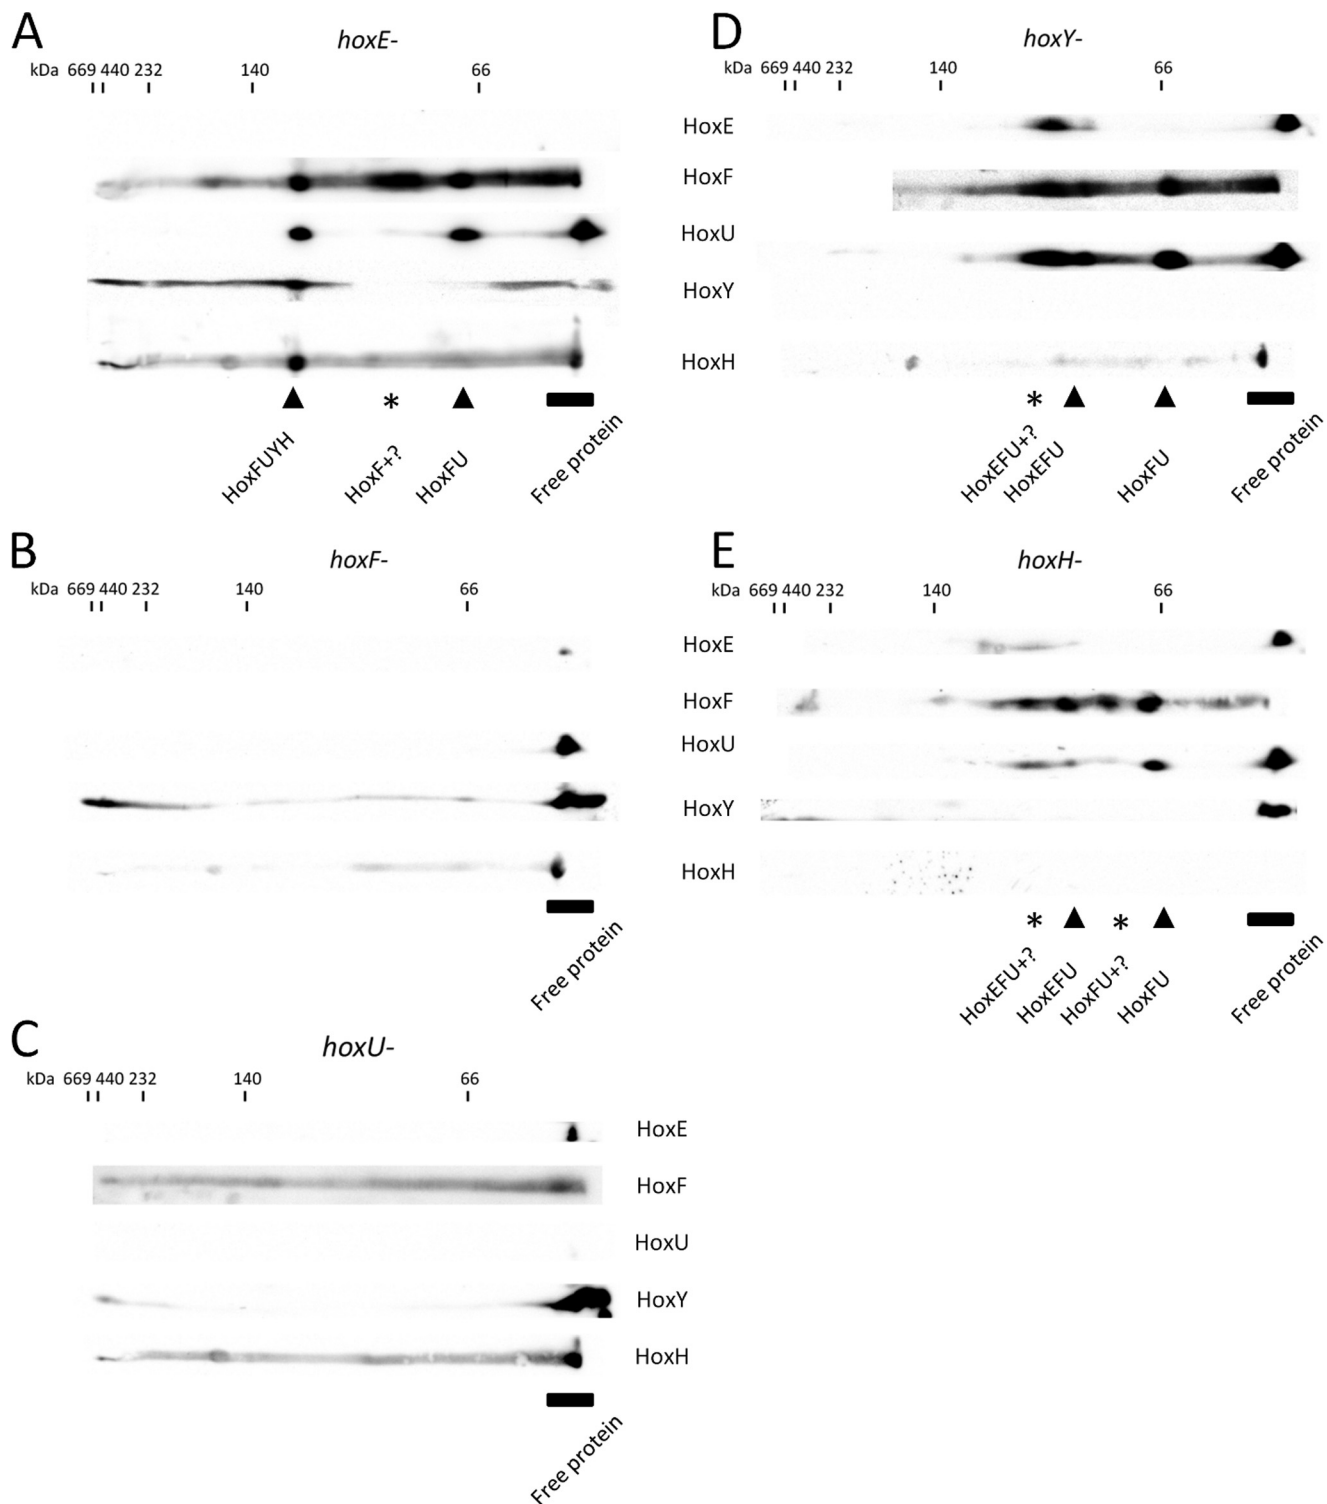 A
hoxE-
kDa 669 440 232 140 66
HoxFUYH
*
HoxF+?
HoxFU
Free protein
B
hoxF-
kDa 669 440 232 140 66
Free protein
C
hoxU-
kDa 669 440 232 140 66
HoxE
HoxF
HoxU
HoxY
HoxH
Free protein
D
hoxY-
kDa 669 440 232 140 66
HoxE
HoxF
HoxU
HoxY
HoxH
*
HoxEFU+?
HoxEFU
HoxFU
Free protein
E
hoxH-
kDa 669 440 232 140 66
HoxE
HoxF
HoxU
HoxY
HoxH
* *
HoxEFU+?
HoxEFU
HoxFU+?
HoxFU
Free protein